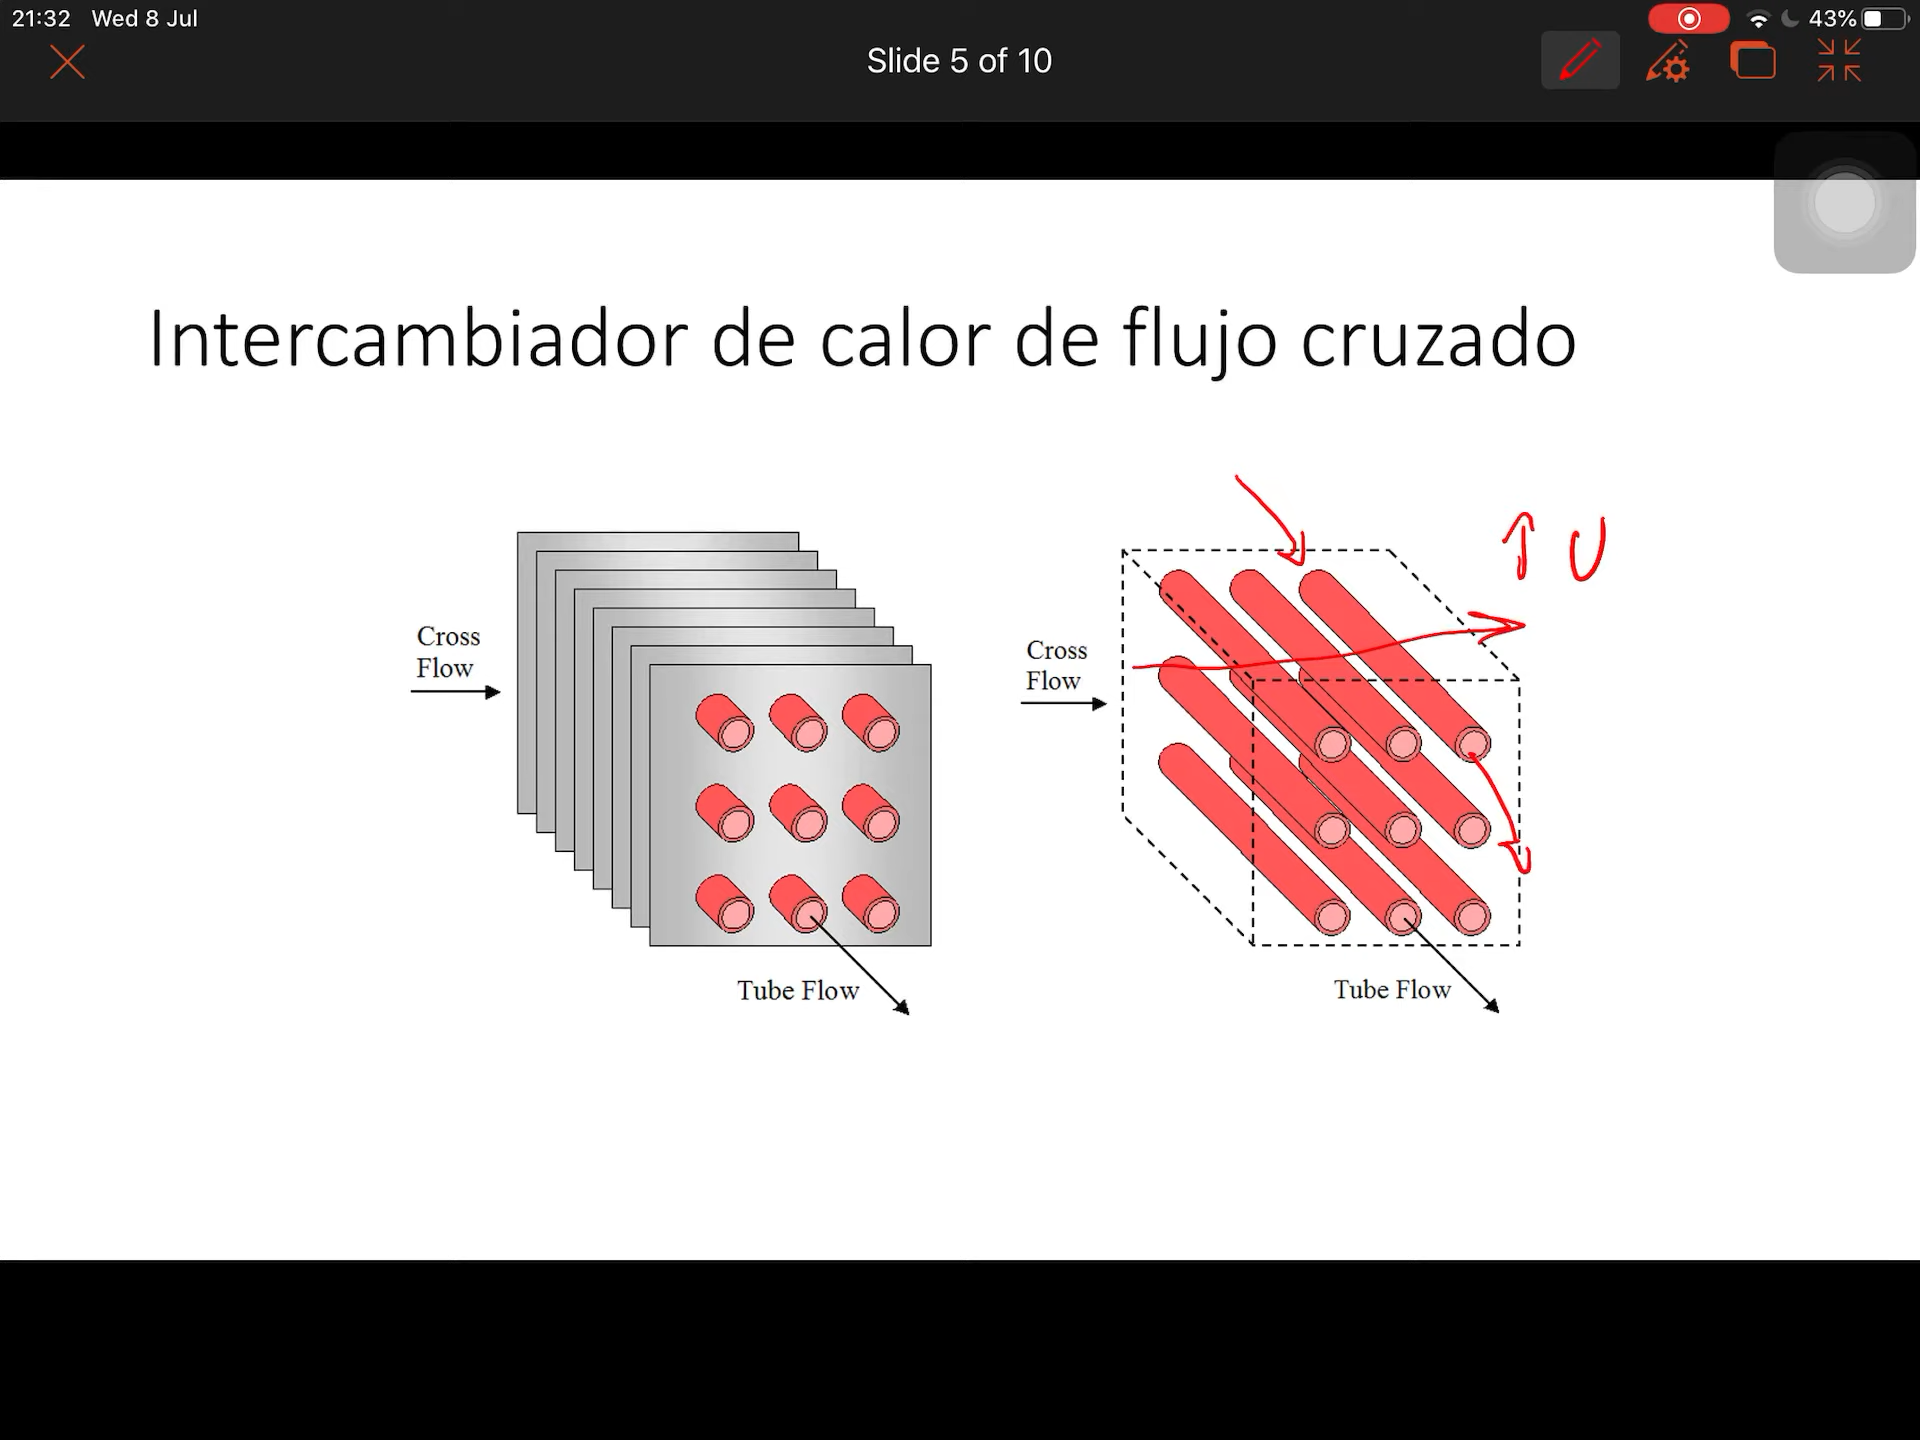 21:32 Wed 8 Jul
43%
Slide 5 of 10
Intercambiador de calor de flujo cruzado
↑ U
Cross
Flow
Tube Flow
Cross
Flow
Tube Flow